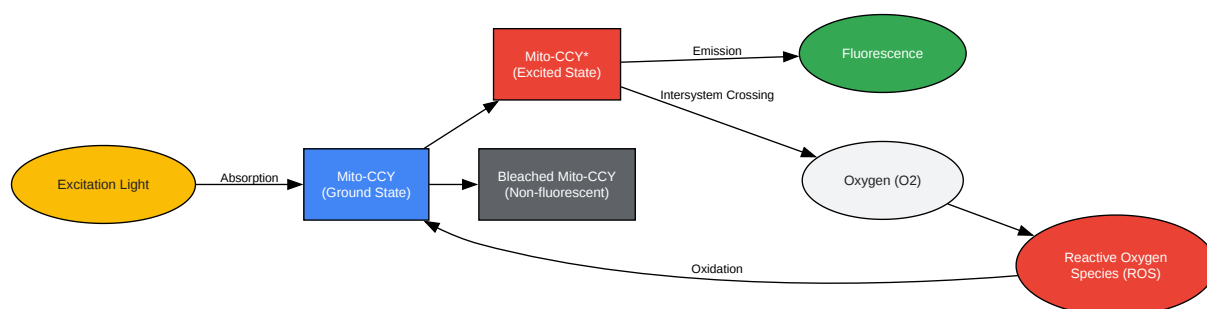 Mito-CCY*
(Excited State)
Emission
Fluorescence
Intersystem Crossing
Excitation Light
Absorption
Mito-CCY
(Ground State)
Bleached Mito-CCY
(Non-fluorescent)
Oxygen (O2)
Oxidation
Reactive Oxygen
Species (ROS)